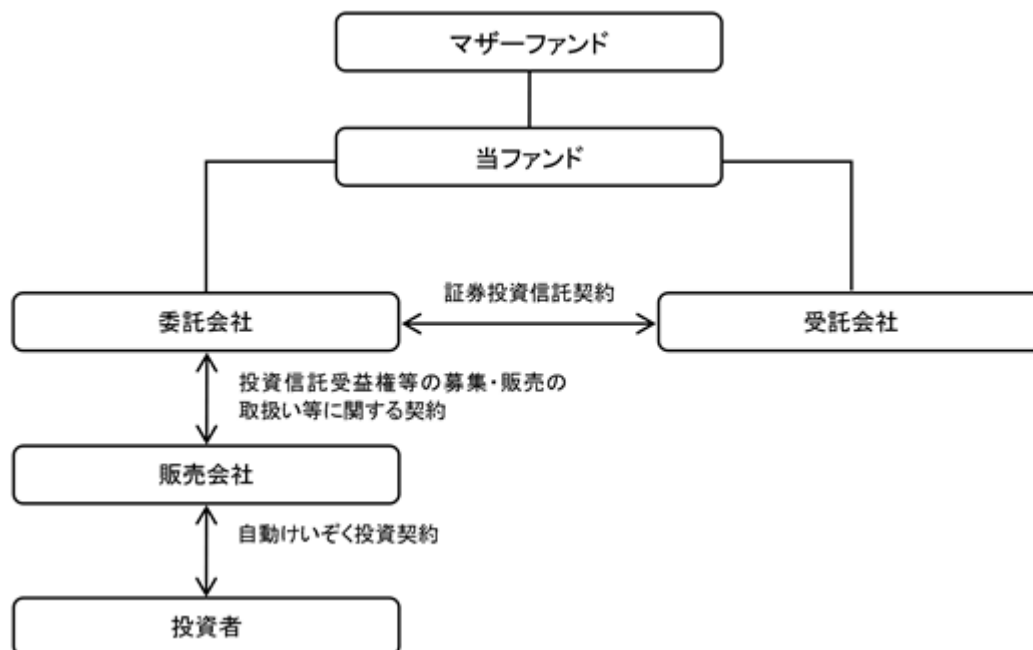 マザーファンド
当ファンド
証券投資信託契約
委託会社
受託会社
投資信託受益権等の募集・販売の
取扱い等に関する契約
販売会社
自動けいぞく投資契約
投資者